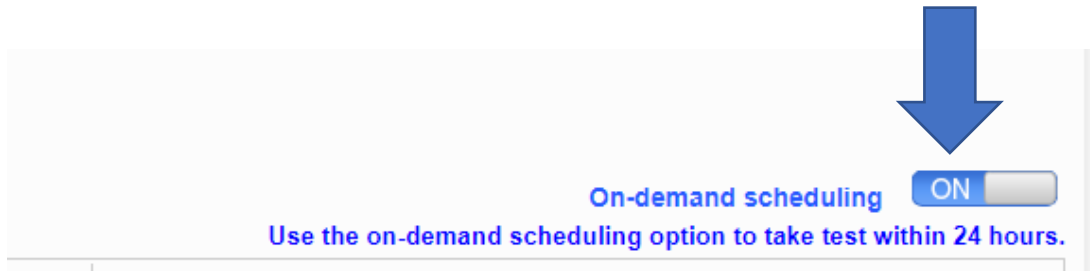 On-demand scheduling ON
Use the on-demand scheduling option to take test within 24 hours.